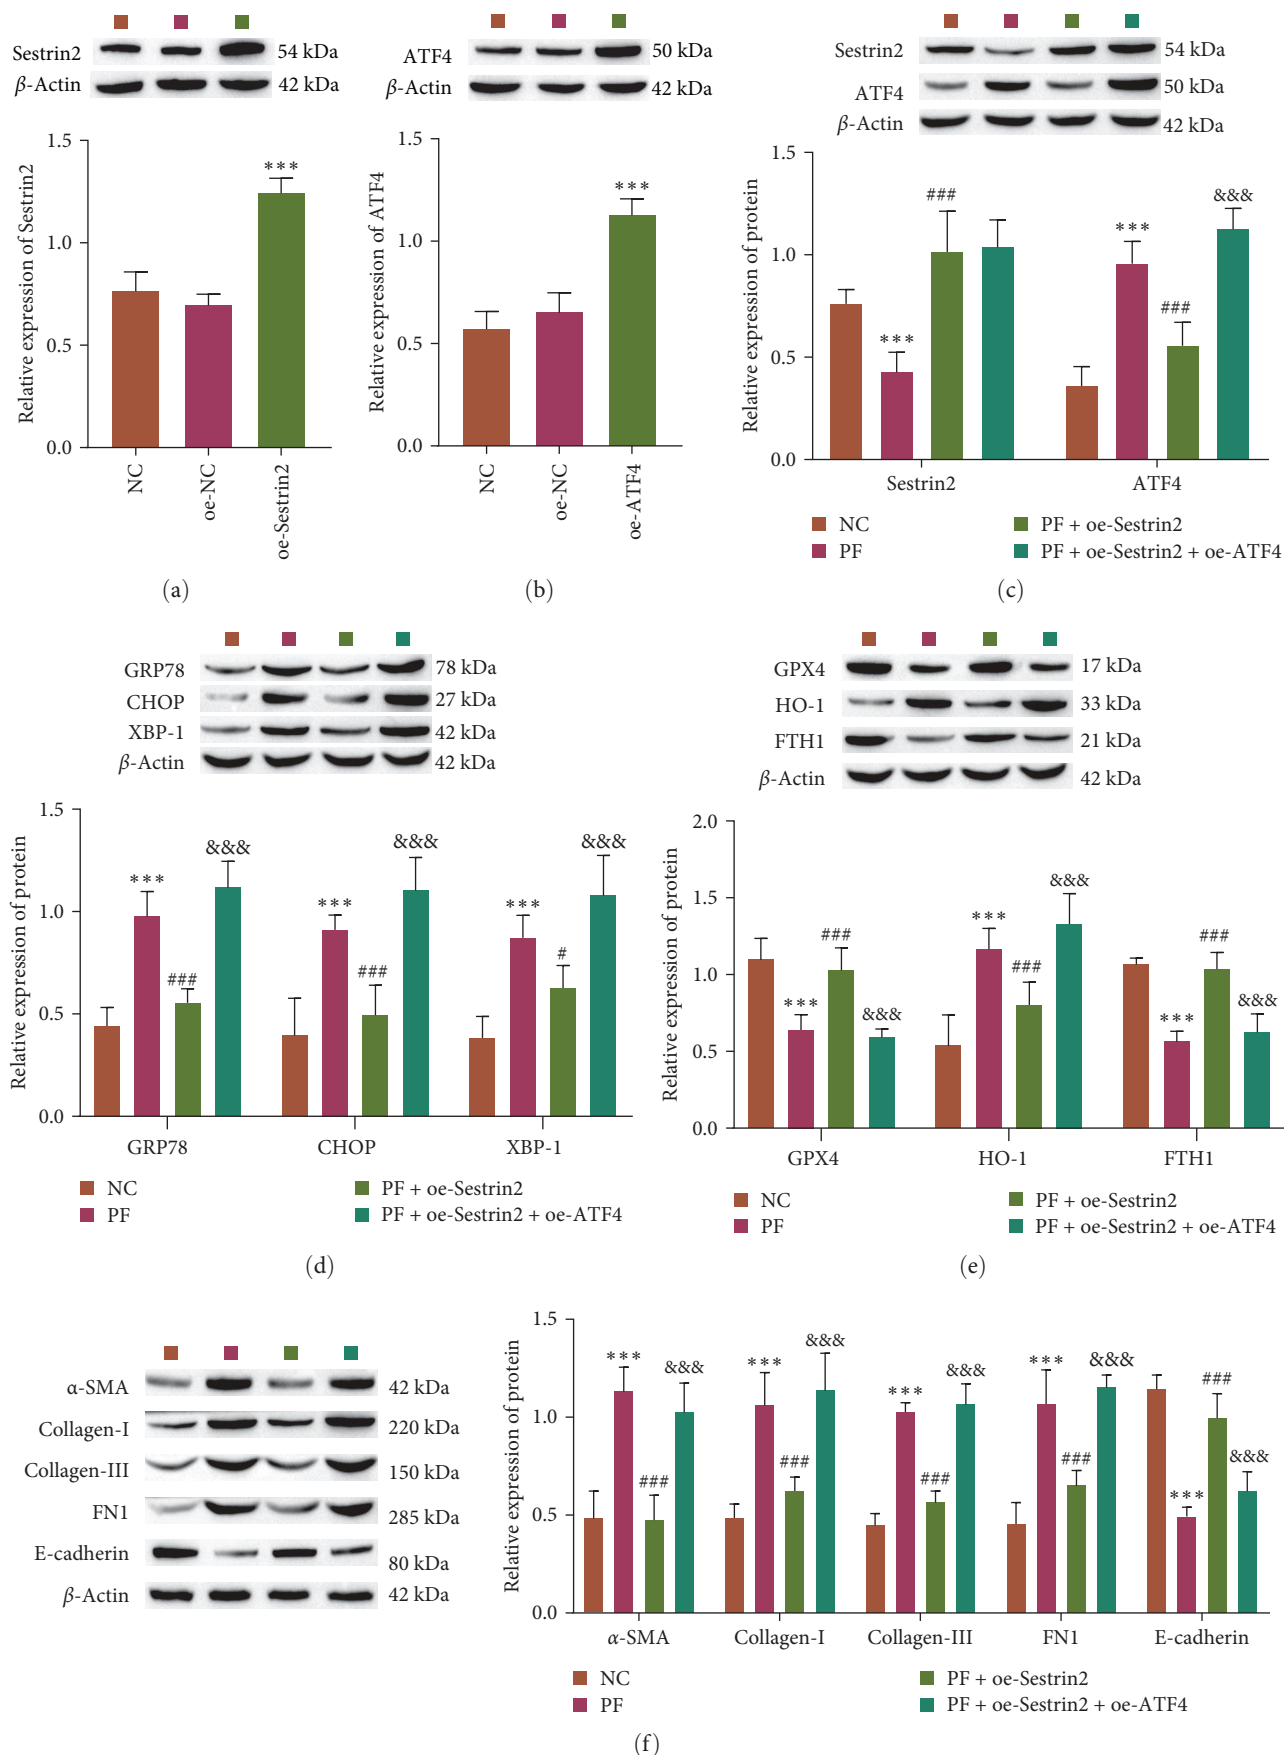 Sestrin2 54 kDa
β-Actin 42 kDa
Relative expression of Sestrin2
1.5
1.0
0.5
0.0
***
NC
oe-NC
oe-Sestrin2
(a)
ATF4 50 kDa
β-Actin 42 kDa
Relative expression of ATF4
1.5
1.0
0.5
0.0
***
NC
oe-NC
oe-ATF4
(b)
Sestrin2 54 kDa
ATF4 50 kDa
β-Actin 42 kDa
Relative expression of protein
1.5
1.0
0.5
0.0
*** ### *** ### &&&
Sestrin2 ATF4
NC PF + oe-Sestrin2
PF PF + oe-Sestrin2 + oe-ATF4
(c)
GRP78 78 kDa
CHOP 27 kDa
XBP-1 42 kDa
β-Actin 42 kDa
Relative expression of protein
1.5
1.0
0.5
0.0
*** ### &&& *** ### &&& *** # &&&
GRP78 CHOP XBP-1
NC PF + oe-Sestrin2
PF PF + oe-Sestrin2 + oe-ATF4
(d)
GPX4 17 kDa
HO-1 33 kDa
FTH1 21 kDa
β-Actin 42 kDa
Relative expression of protein
2.0
1.5
1.0
0.5
0.0
*** ### &&& *** ### &&& *** ### &&&
GPX4 HO-1 FTH1
NC PF + oe-Sestrin2
PF PF + oe-Sestrin2 + oe-ATF4
(e)
α-SMA 42 kDa
Collagen-I 220 kDa
Collagen-III 150 kDa
FN1 285 kDa
E-cadherin 80 kDa
β-Actin 42 kDa
Relative expression of protein
1.5
1.0
0.5
0.0
*** ### &&& *** ### &&& *** ### &&& *** ### &&& *** ### &&&
α-SMA Collagen-I Collagen-III FN1 E-cadherin
NC PF + oe-Sestrin2
PF PF + oe-Sestrin2 + oe-ATF4
(f)